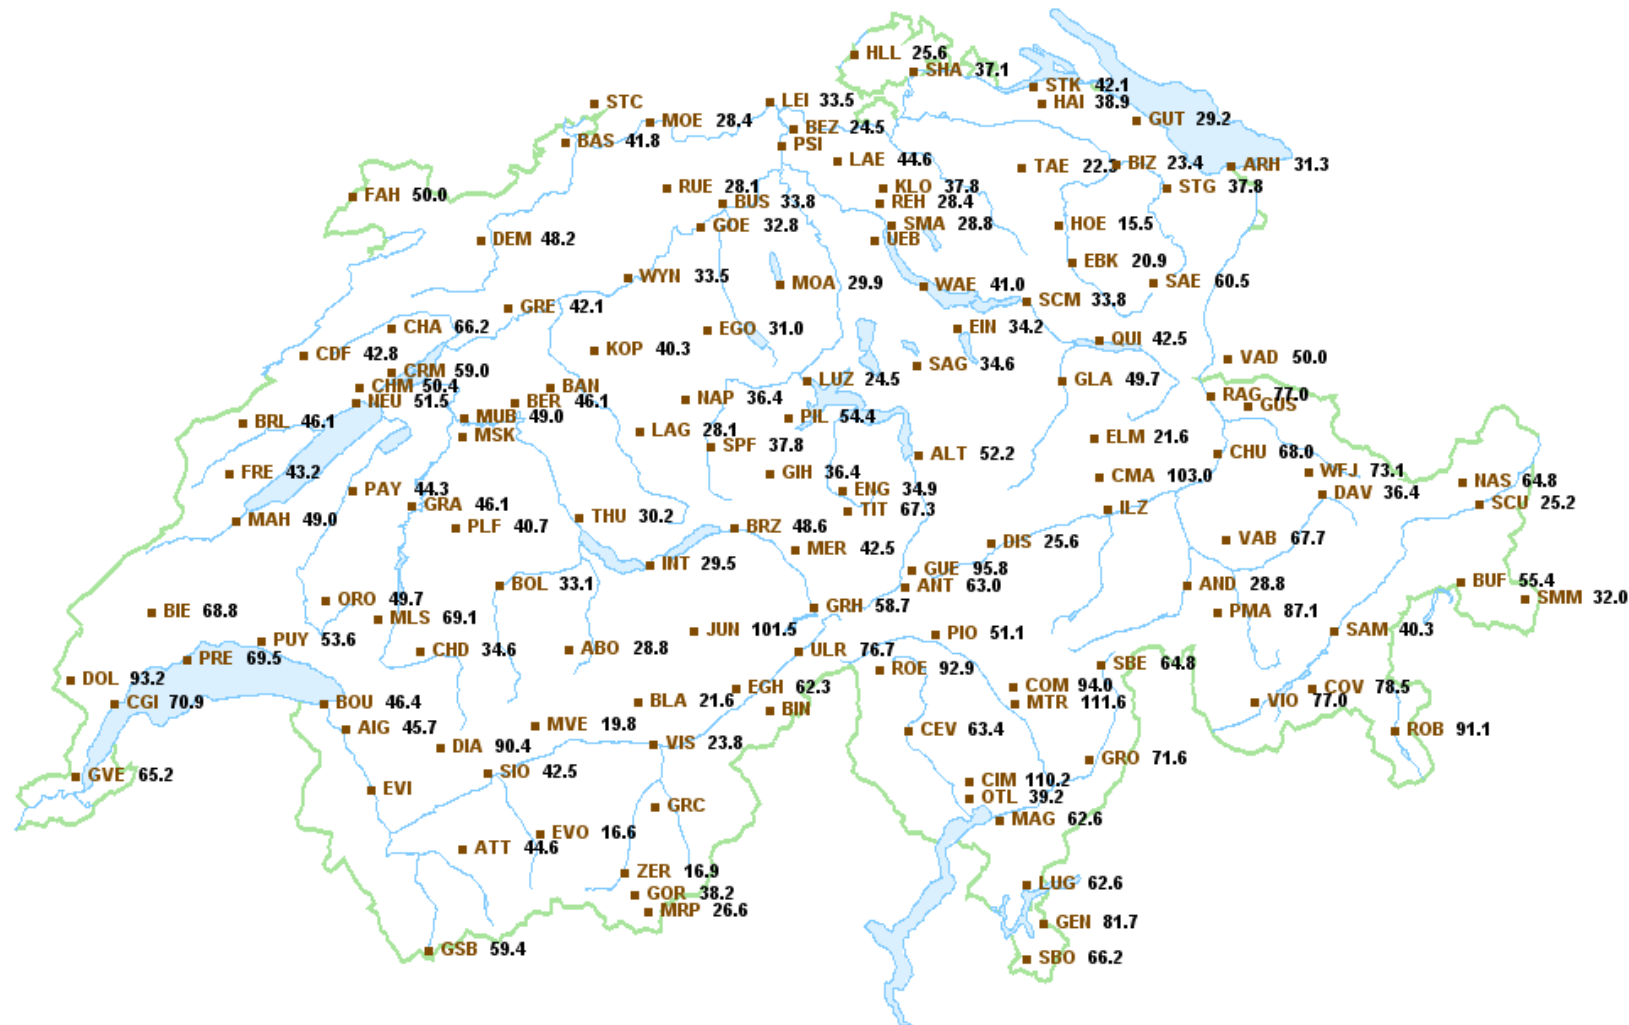 HLL 25.6
SHA 37.1
STK 42.1
HAI 38.9
STC
LEI 33.5
MOE 28.4
GUT 29.2
BEZ 24.5
BAS 41.8
PSI
LAE 44.6
TAE 22.3
BIZ 23.4
ARH 31.3
FAH 50.0
RUE 28.1
KLO 37.8
STG 37.8
BUS 33.8
REH 28.4
GOE 32.8
SMA 28.8
HOE 15.5
DEM 48.2
UEB
EBK 20.9
WYN 33.5
MOA 29.9
WAE 41.0
SAE 60.5
GRE 42.1
SCM 33.8
CHA 66.2
EGO 31.0
EIN 34.2
QUI 42.5
CDF 42.8
KOP 40.3
VAD 50.0
SAG 34.6
CRM 59.0
LUZ 24.5
GLA 49.7
CHM 50.4
BAN
RAG 77.0
NEU 51.5
BER 46.1
NAP 36.4
GUS
BRL 46.1
MUB 49.0
PIL 54.4
MSK
LAG 28.1
SPF 37.8
ELM 21.6
ALT 52.2
CHU 68.0
FRE 43.2
GIH 36.4
CMA 103.0
WFJ 73.1
NAS 64.8
PAY 44.3
ENG 34.9
DAV 36.4
GRA 46.1
TIT 67.3
ILZ
SCU 25.2
MAH 49.0
PLF 40.7
THU 30.2
BRZ 48.6
DIS 25.6
VAB 67.7
MER 42.5
INT 29.5
GUE 95.8
BOL 33.1
ANT 63.0
AND 28.8
BUF 55.4
SMM 32.0
BIE 68.8
ORO 49.7
GRH 58.7
PMA 87.1
MLS 69.1
JUN 101.5
PIO 51.1
SAM 40.3
PUY 53.6
CHD 34.6
ABO 28.8
ULR 76.7
PRE 69.5
ROE 92.9
SBE 64.8
DOL 93.2
EGH 62.3
COM 94.0
COV 78.5
CGI 70.9
BOU 46.4
BLA 21.6
BIN
MTR 111.6
VIO 77.0
AIG 45.7
MVE 19.8
CEV 63.4
ROB 91.1
DIA 90.4
VIS 23.8
GRO 71.6
GVE 65.2
SIO 42.5
CIM 110.2
EVI
OTL 39.2
GRC
MAG 62.6
EVO 16.6
ATT 44.6
ZER 16.9
LUG 62.6
GOR 38.2
MRP 26.6
GEN 81.7
GSB 59.4
SBO 66.2